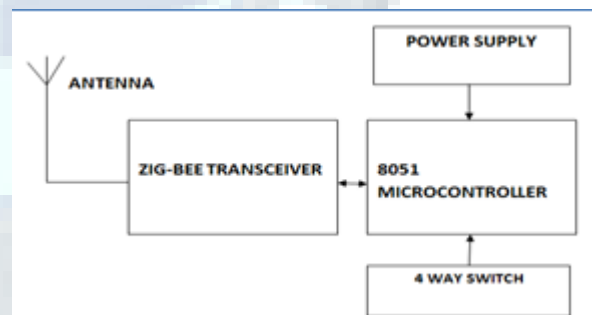 POWER SUPPLY
ANTENNA
ZIG-BEE TRANSCEIVER
8051
MICROCONTROLLER
4 WAY SWITCH